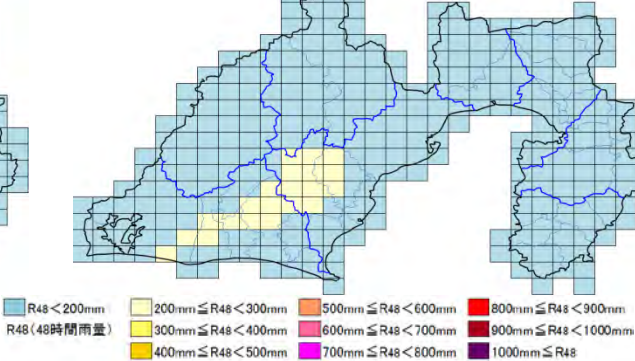 R48＜200mm 200mm≦R48＜300mm 500mm≦R48＜600mm 800mm≦R48＜900mm
R48(48時間雨量) 300mm≦R48＜400mm 600mm≦R48＜700mm 900mm≦R48＜1000mm
400mm≦R48＜500mm 700mm≦R48＜800mm 1000mm≦R48